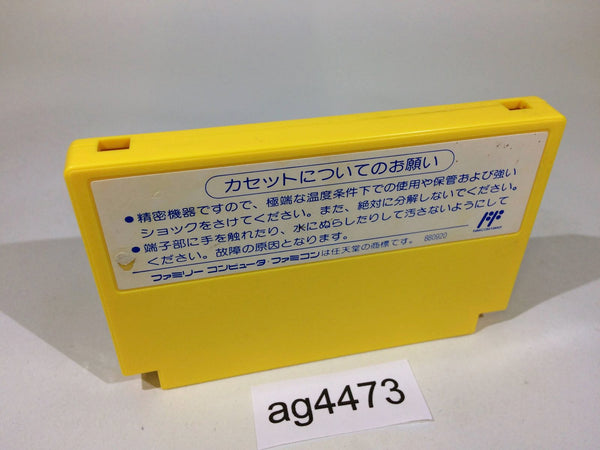 カセットについてのお願い
●精密機器ですので、極端な温度条件下での使用や保管および強い
ショックをさけてください。また、絶対に分解しないでください。
●端子部に手を触れたり、水にぬらしたりして汚さないようにして
ください。故障の原因となります。 880920
ファミリーコンピュータ・ファミコンは任天堂の商標です。
ag4473